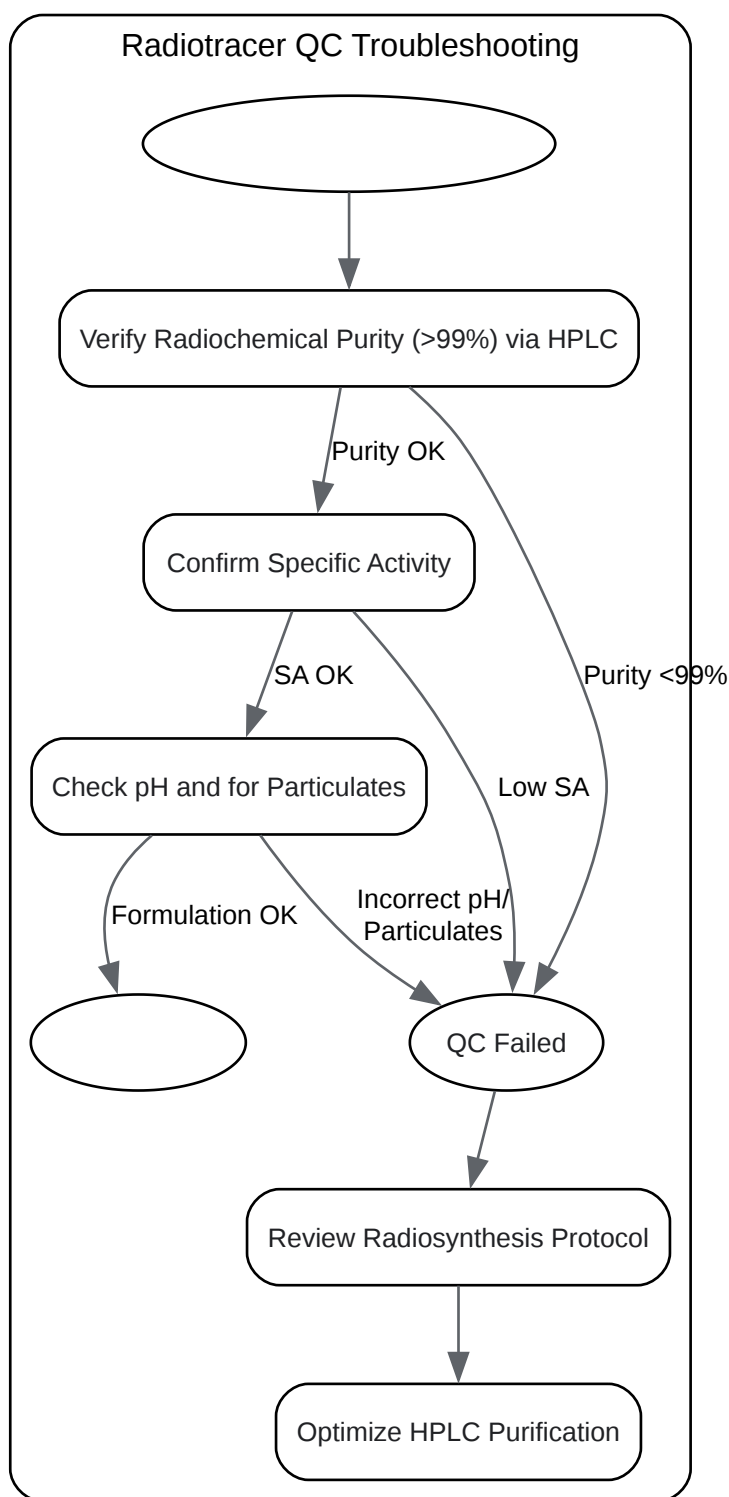 Radiotracer QC Troubleshooting
Verify Radiochemical Purity (>99%) via HPLC
Purity OK
Confirm Specific Activity
SA OK
Purity <99%
Check pH and for Particulates
Low SA
Formulation OK
Incorrect pH/
Particulates
QC Failed
Review Radiosynthesis Protocol
Optimize HPLC Purification